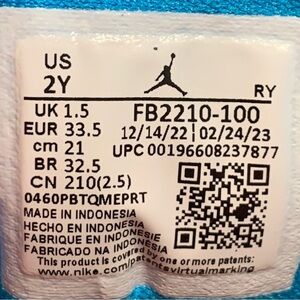 US
2Y
RY
UK 1.5
FB2210-100
EUR 33.5
12/14/22 | 02/24/23
cm 21
UPC 00196608237877
BR 32.5
CN 210(2.5)
0460PBTQMEPRT
MADE IN INDONESIA
HECHO EN INDONESIA
FABRIQUE EN INDONESIE
FABRICADO NA INDONESIA
This product is covered by one or more patents:
www.nike.com/patentsvirtualmarking